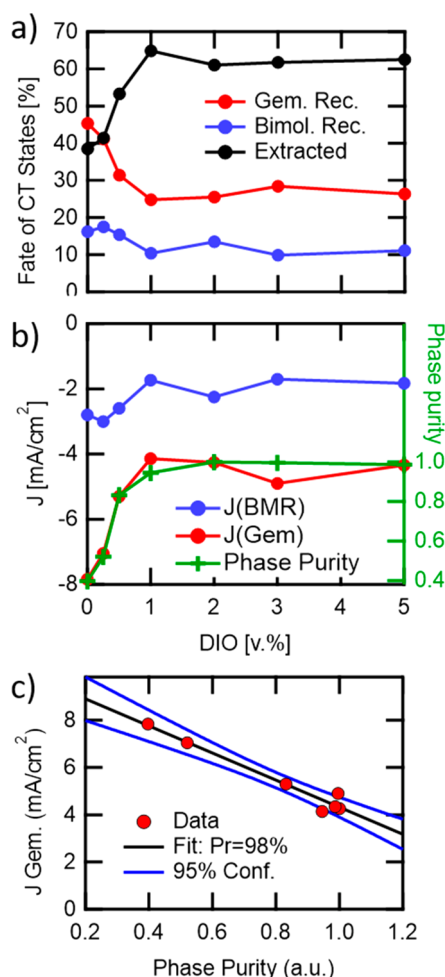 a)
70
60
50
40
30
20
10
0
Fate of CT States [%]
Gem. Rec.
Bimol. Rec.
Extracted
b)
0
-2
-4
-6
-8
J [mA/cm²]
Phase purity
1.0
0.8
0.6
0.4
J(BMR)
J(Gem)
Phase Purity
0 1 2 3 4 5
DIO [v.%]
c)
8
6
4
2
0
J Gem. (mA/cm²)
Data
Fit: Pr=98%
95% Conf.
0.2 0.4 0.6 0.8 1.0 1.2
Phase Purity (a.u.)